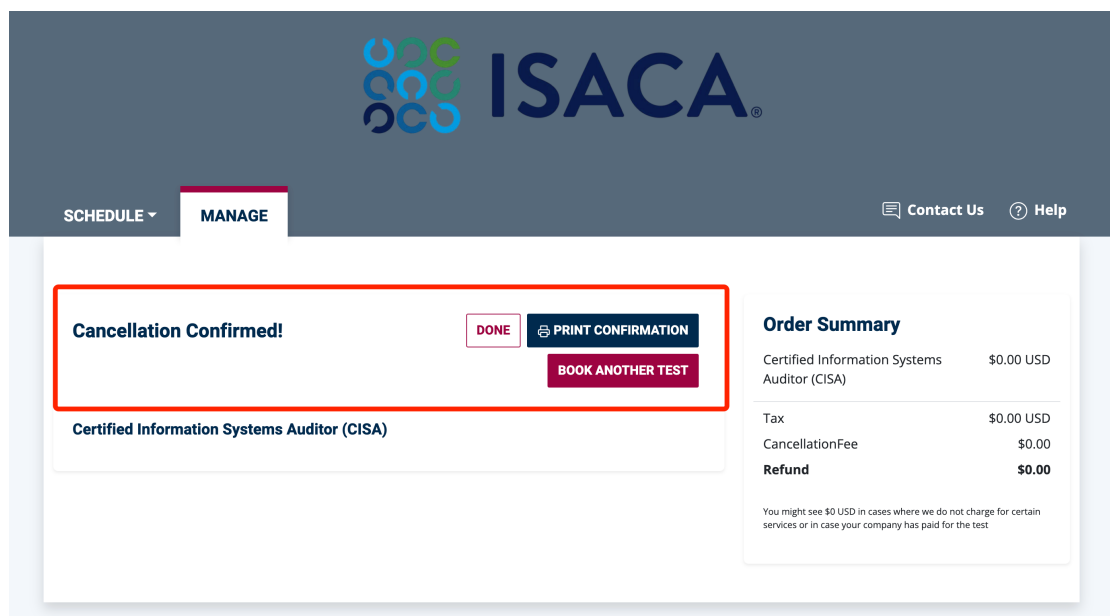 ISACA®
SCHEDULE
MANAGE
Contact Us
Help
Cancellation Confirmed!
DONE
PRINT CONFIRMATION
BOOK ANOTHER TEST
Certified Information Systems Auditor (CISA)
Order Summary
Certified Information Systems $0.00 USD
Auditor (CISA)
Tax $0.00 USD
CancellationFee $0.00
Refund $0.00
You might see $0 USD in cases where we do not charge for certain
services or in case your company has paid for the test